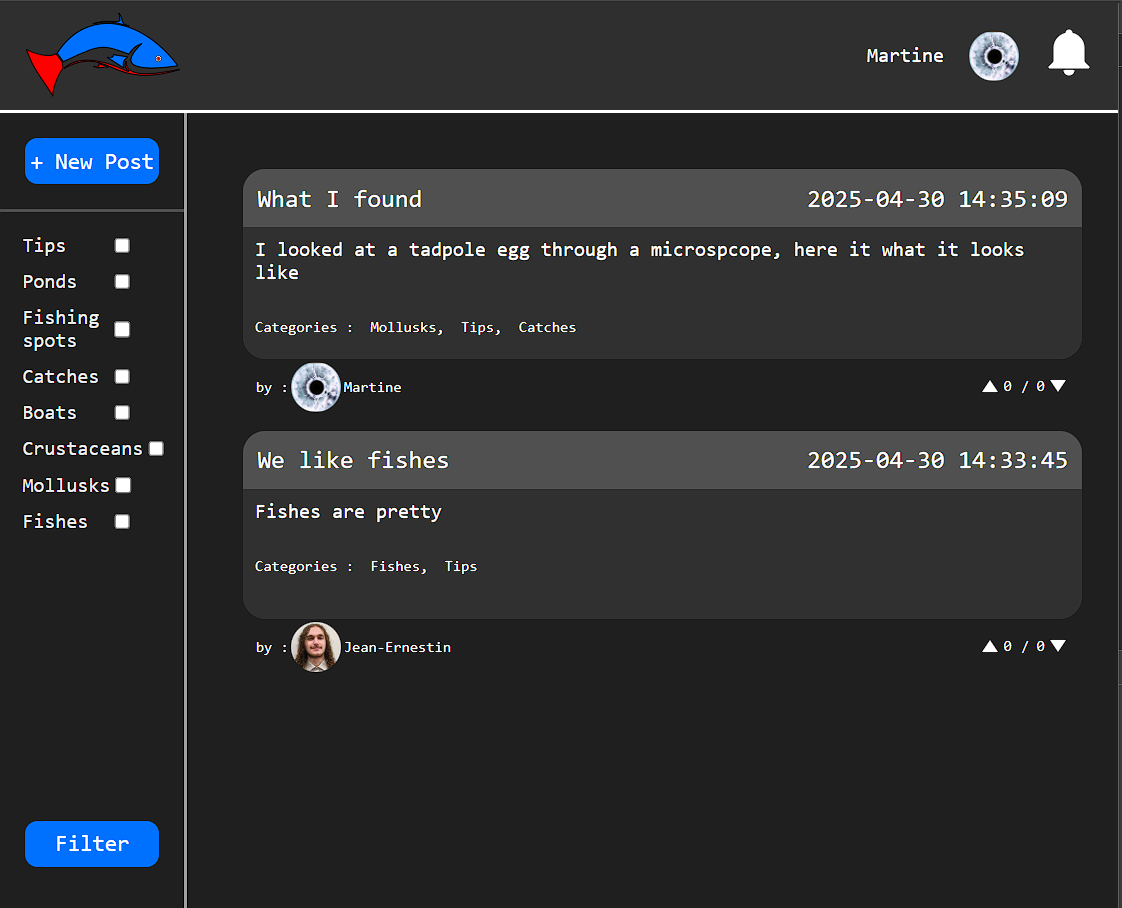 Martine
+ New Post
Tips
Ponds
Fishing
spots
Catches
Boats
Crustaceans
Mollusks
Fishes
Filter
What I found 2025-04-30 14:35:09
I looked at a tadpole egg through a microspcope, here it what it looks
like
Categories : Mollusks, Tips, Catches
by : Martine ▲ 0 / 0 ▼
We like fishes 2025-04-30 14:33:45
Fishes are pretty
Categories : Fishes, Tips
by : Jean-Ernestin ▲ 0 / 0 ▼